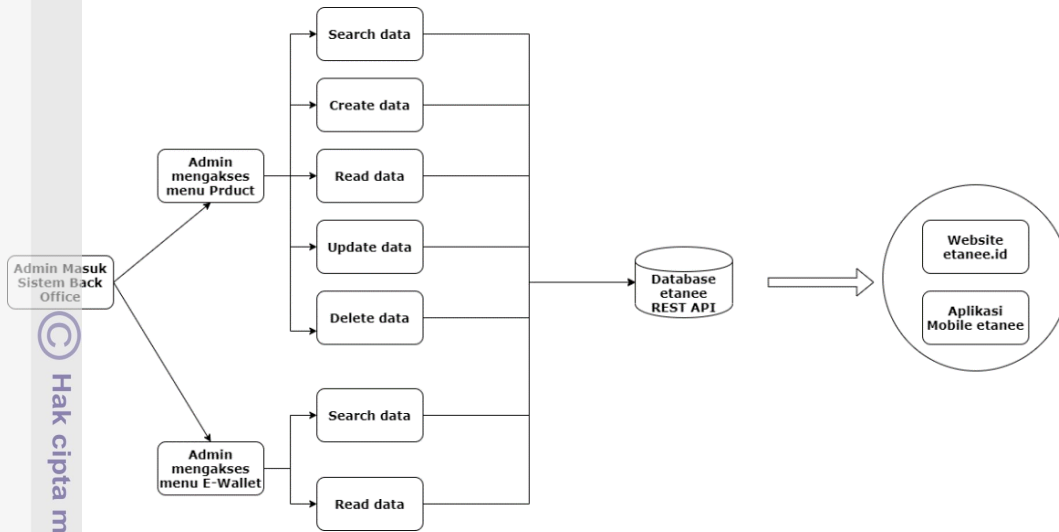 Search data
Create data
Admin
mengakses
menu Prduct
Read data
Update data
Delete data
Admin Masuk
Sistem Back
Office
Database
etanee
REST API
Website
etanee.id
Aplikasi
Mobile etanee
Search data
Admin
mengakses
menu E-Wallet
Read data
© Hak cipta m